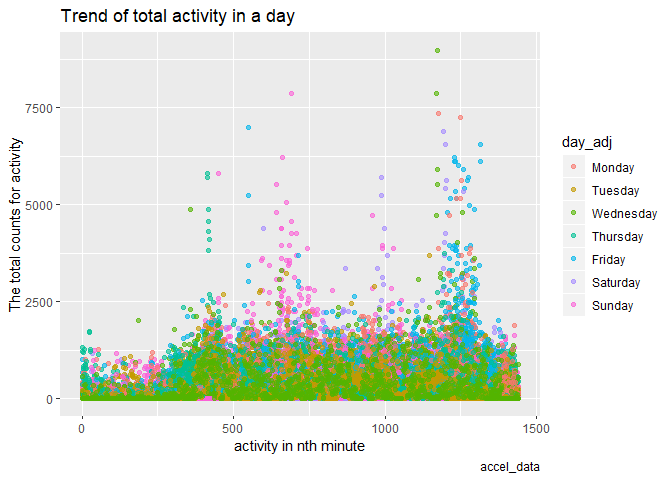 Trend of total activity in a day
The total counts for activity
7500
5000
2500
0
0 500 1000 1500
activity in nth minute
accel_data
day_adj
Monday
Tuesday
Wednesday
Thursday
Friday
Saturday
Sunday